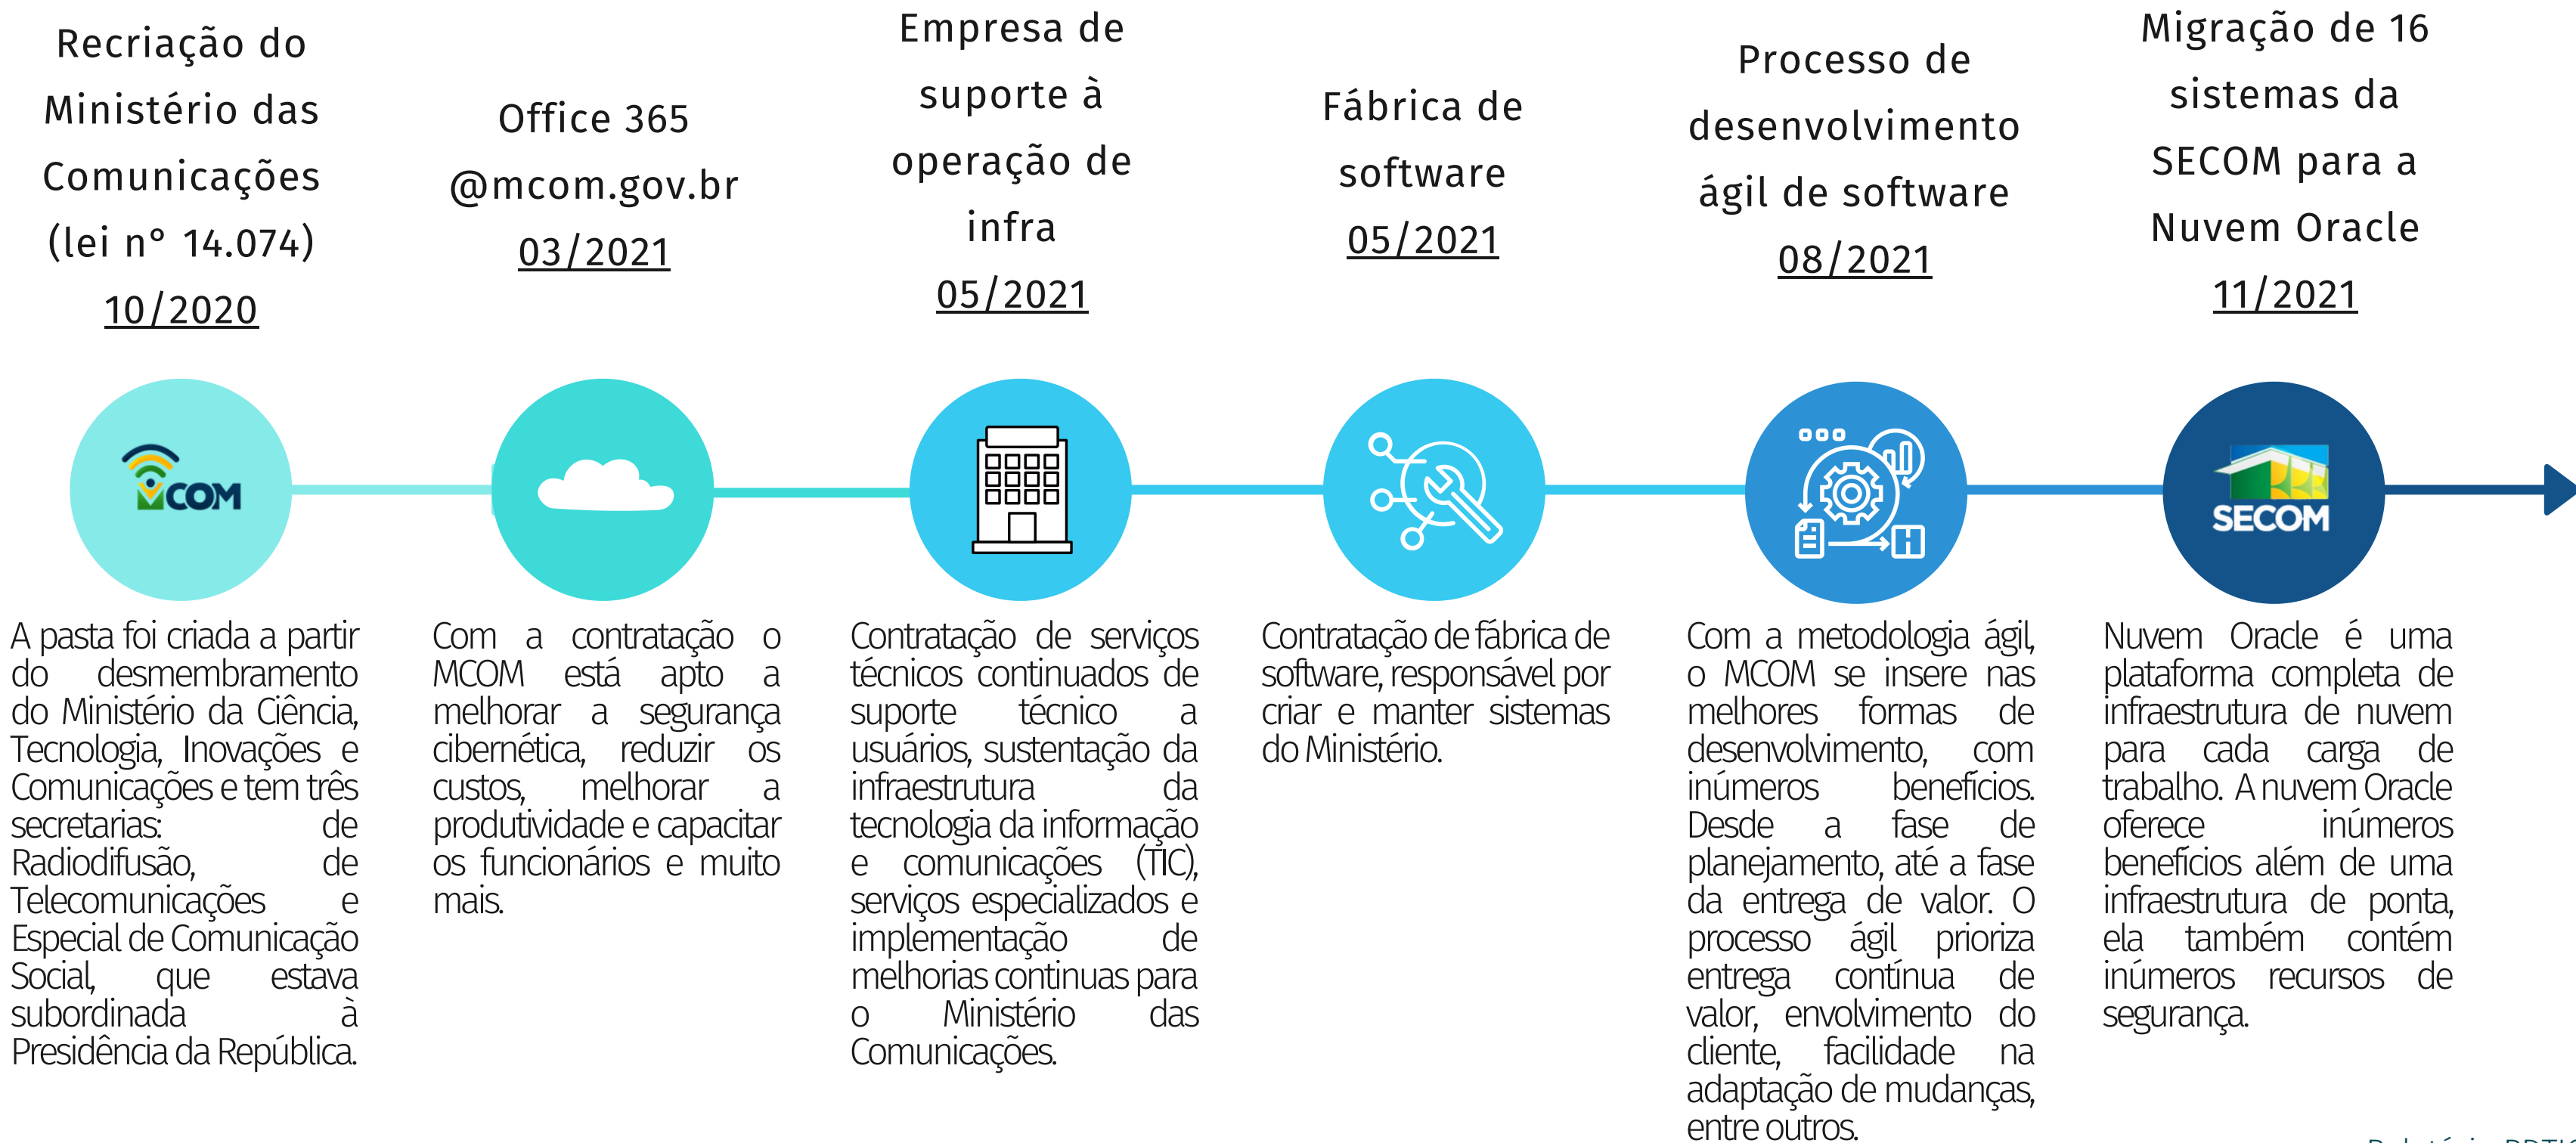 Recriação do
Ministério das
Comunicações
(lei n° 14.074)
10/2020
Office 365
@mcom.gov.br
03/2021
Empresa de
suporte à
operação de
infra
05/2021
Fábrica de
software
05/2021
Processo de
desenvolvimento
ágil de software
08/2021
Migração de 16
sistemas da
SECOM para a
Nuvem Oracle
11/2021
MCOM
SECOM
A pasta foi criada a partir
do desmembramento
do Ministério da Ciência,
Tecnologia, Inovações e
Comunicações e tem três
secretarias: de
Radiodifusão, de
Telecomunicações e
Especial de Comunicação
Social, que estava
subordinada à
Presidência da República.
Com a contratação o
MCOM está apto a
melhorar a segurança
cibernética, reduzir os
custos, melhorar a
produtividade e capacitar
os funcionários e muito
mais.
Contratação de serviços
técnicos continuados de
suporte técnico a
usuários, sustentação da
infraestrutura da
tecnologia da informação
e comunicações (TIC),
serviços especializados e
implementação de
melhorias continuas para
o Ministério das
Comunicações.
Contratação de fábrica de
software, responsável por
criar e manter sistemas
do Ministério.
Com a metodologia ágil,
o MCOM se insere nas
melhores formas de
desenvolvimento, com
inúmeros benefícios.
Desde a fase de
planejamento, até a fase
da entrega de valor. O
processo ágil prioriza
entrega contínua de
valor, envolvimento do
cliente, facilidade na
adaptação de mudanças,
entre outros.
Nuvem Oracle é uma
plataforma completa de
infraestrutura de nuvem
para cada carga de
trabalho. A nuvem Oracle
oferece inúmeros
benefícios além de uma
infraestrutura de ponta,
ela também contém
inúmeros recursos de
segurança.